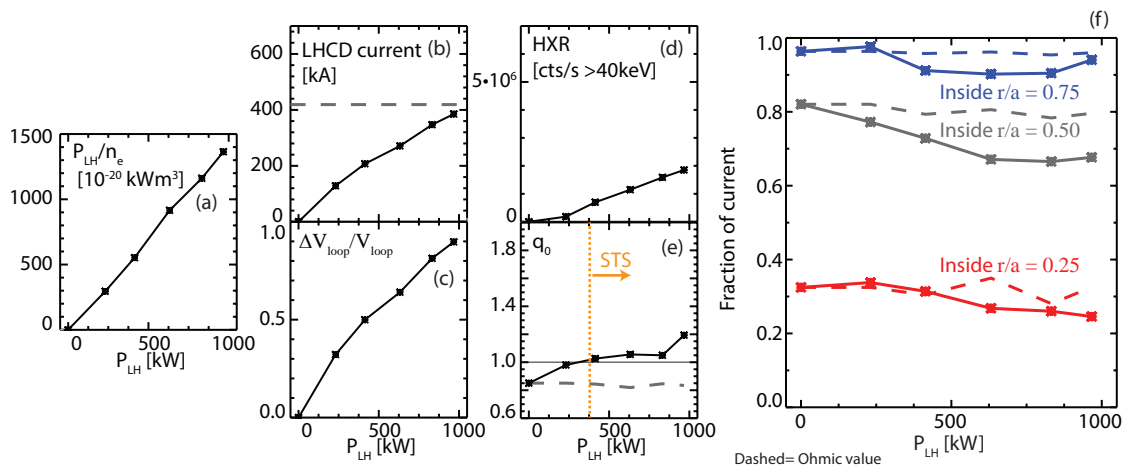 1500
1000
500
0
P_LH/n_e
[10^-20 kWm^3]
(a)
0 500 1000
P_LH [kW]
600
400
200
0
LHCD current (b)
[kA]
1.0
0.5
0.0
ΔV_loop/V_loop
(c)
0 500 1000
P_LH [kW]
HXR (d)
[cts/s >40keV]
5•10^6
0
1.8
1.4
1.0
0.6
q_0 (e)
STS
0 500 1000
P_LH [kW]
(f)
1.0
0.8
0.6
0.4
0.2
0.0
Fraction of current
Inside r/a = 0.75
Inside r/a = 0.50
Inside r/a = 0.25
0 500 1000
P_LH [kW]
Dashed= Ohmic value